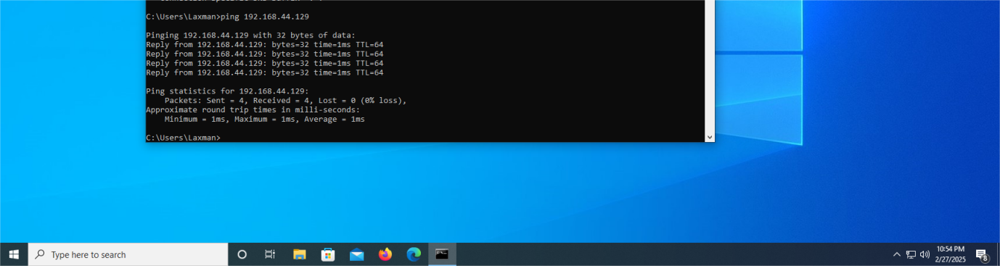 C:\Users\Laxman>ping 192.168.44.129
Pinging 192.168.44.129 with 32 bytes of data:
Reply from 192.168.44.129: bytes=32 time=1ms TTL=64
Reply from 192.168.44.129: bytes=32 time=1ms TTL=64
Reply from 192.168.44.129: bytes=32 time=1ms TTL=64
Reply from 192.168.44.129: bytes=32 time=1ms TTL=64
Ping statistics for 192.168.44.129:
Packets: Sent = 4, Received = 4, Lost = 0 (0% loss),
Approximate round trip times in milli-seconds:
Minimum = 1ms, Maximum = 1ms, Average = 1ms
C:\Users\Laxman>
Type here to search
10:54 PM
2/27/2025
8